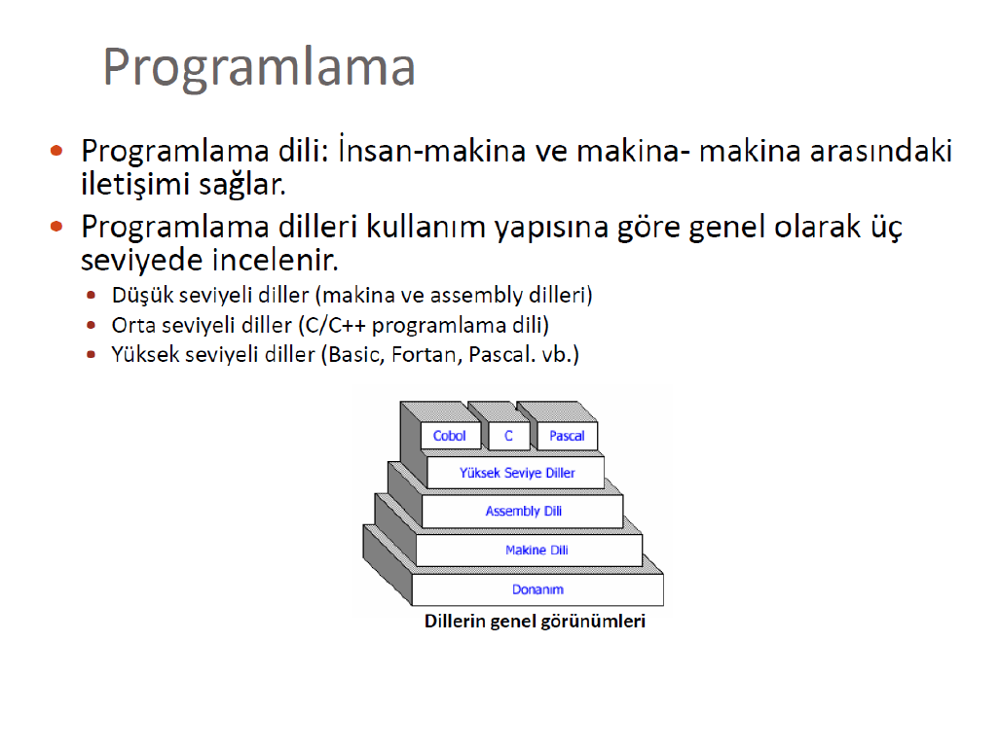 Programlama
• Programlama dili: İnsan-makina ve makina- makina arasındaki
iletişimi sağlar.
• Programlama dilleri kullanım yapısına göre genel olarak üç
seviyede incelenir.
• Düşük seviyeli diller (makina ve assembly dilleri)
• Orta seviyeli diller (C/C++ programlama dili)
• Yüksek seviyeli diller (Basic, Fortan, Pascal. vb.)
Cobol C Pascal
Yüksek Seviye Diller
Assembly Dili
Makine Dili
Donanım
Dillerin genel görünümleri